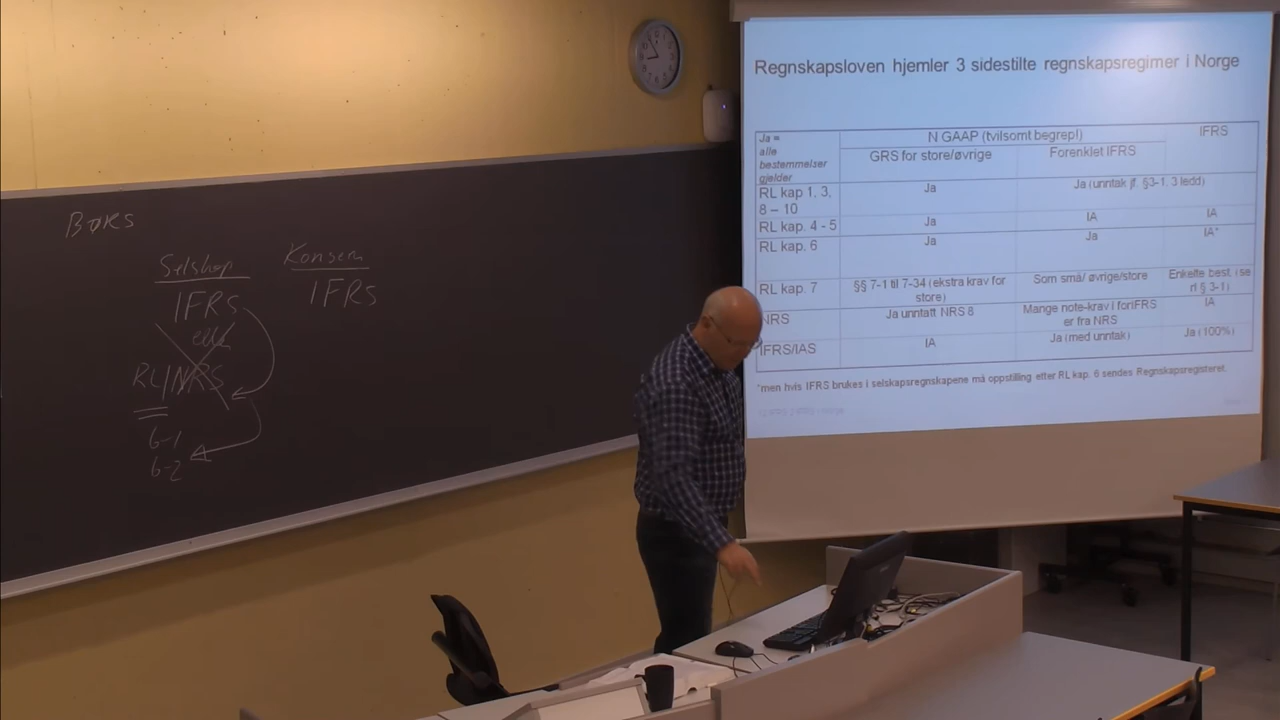 BØRS
Selskap
Konsern
IFRS
IFRS
eller
RL/NRS
6-1
6-2
Regnskapsloven hjemler 3 sidestilte regnskapsregimer i Norge
Ja =
alle
bestemmelser
gjelder
N GAAP (tvilsomt begrep!)
IFRS
GRS for store/øvrige
Forenklet IFRS
RL kap 1, 3,
8 – 10
Ja
Ja (unntak jf. §3-1, 3 ledd)
RL kap. 4 - 5
Ja
IA
IA
RL kap. 6
Ja
Ja
IA*
RL kap. 7
§§ 7-1 til 7-34 (ekstra krav for
store)
Som små/ øvrige/store
Enkelte best. (se
rl § 3-1)
NRS
Ja unntatt NRS 8
Mange note-krav i forIFRS
er fra NRS
IA
IFRS/IAS
IA
Ja (med unntak)
Ja (100%)
*men hvis IFRS brukes i selskapsregnskapene må oppstilling etter RL kap. 6 sendes Regnskapsregisteret.